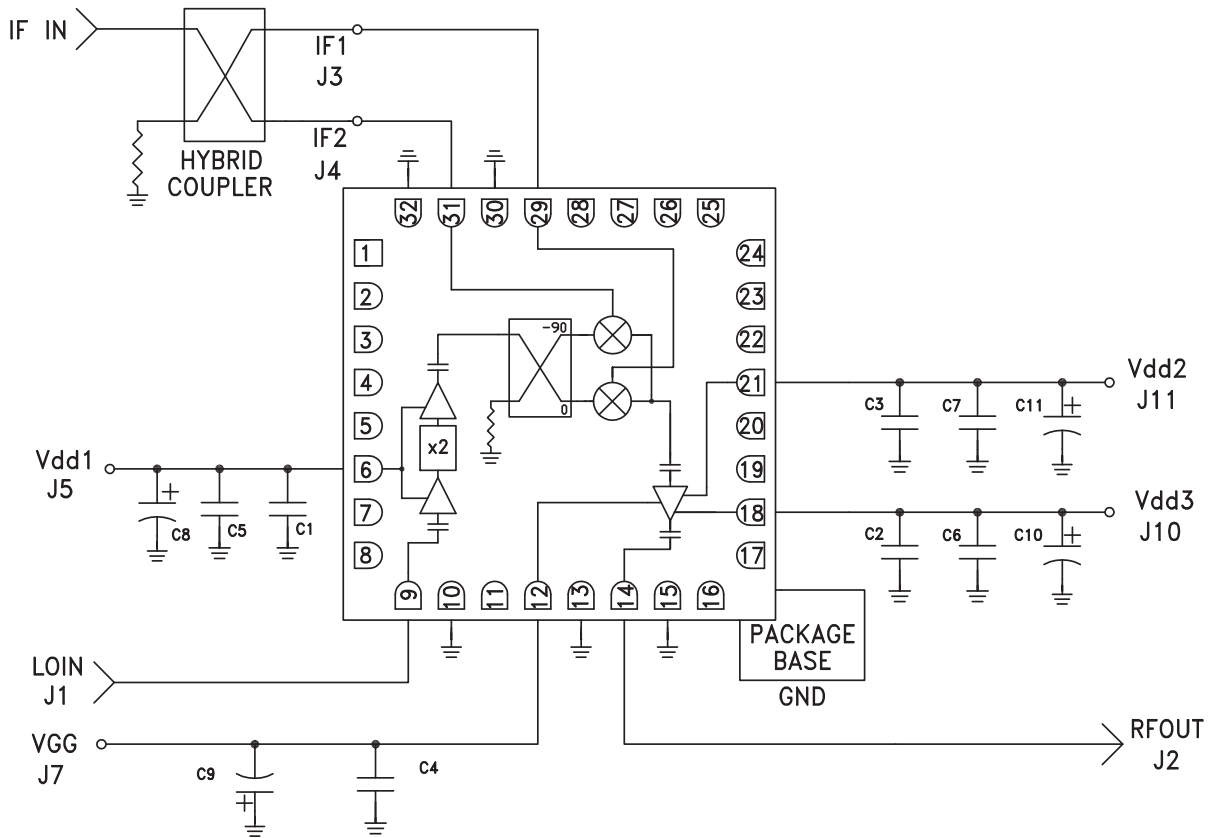 IF IN
IF1
J3
IF2
J4
HYBRID
COUPLER
32
31
30
29
28
27
26
25
1
2
3
4
5
6
7
8
24
23
22
21
20
19
18
17
-90
0
x2
9
10
11
12
13
14
15
16
Vdd1
J5
C8
C5
C1
Vdd2
J11
C3
C7
C11
Vdd3
J10
C2
C6
C10
PACKAGE
BASE
GND
LOIN
J1
VGG
J7
C9
C4
RFOUT
J2